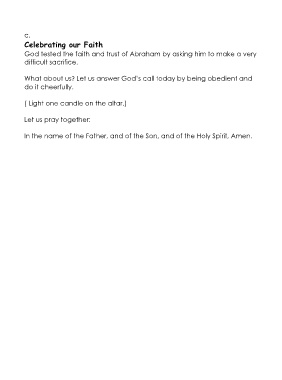 c.
Celebrating our Faith
God tested the faith and trust of Abraham by asking him to make a very
difficult sacrifice.
What about us? Let us answer God's call today by being obedient and
do it cheerfully.
( Light one candle on the altar.)
Let us pray together:
In the name of the Father, and of the Son, and of the Holy Spirit, Amen.